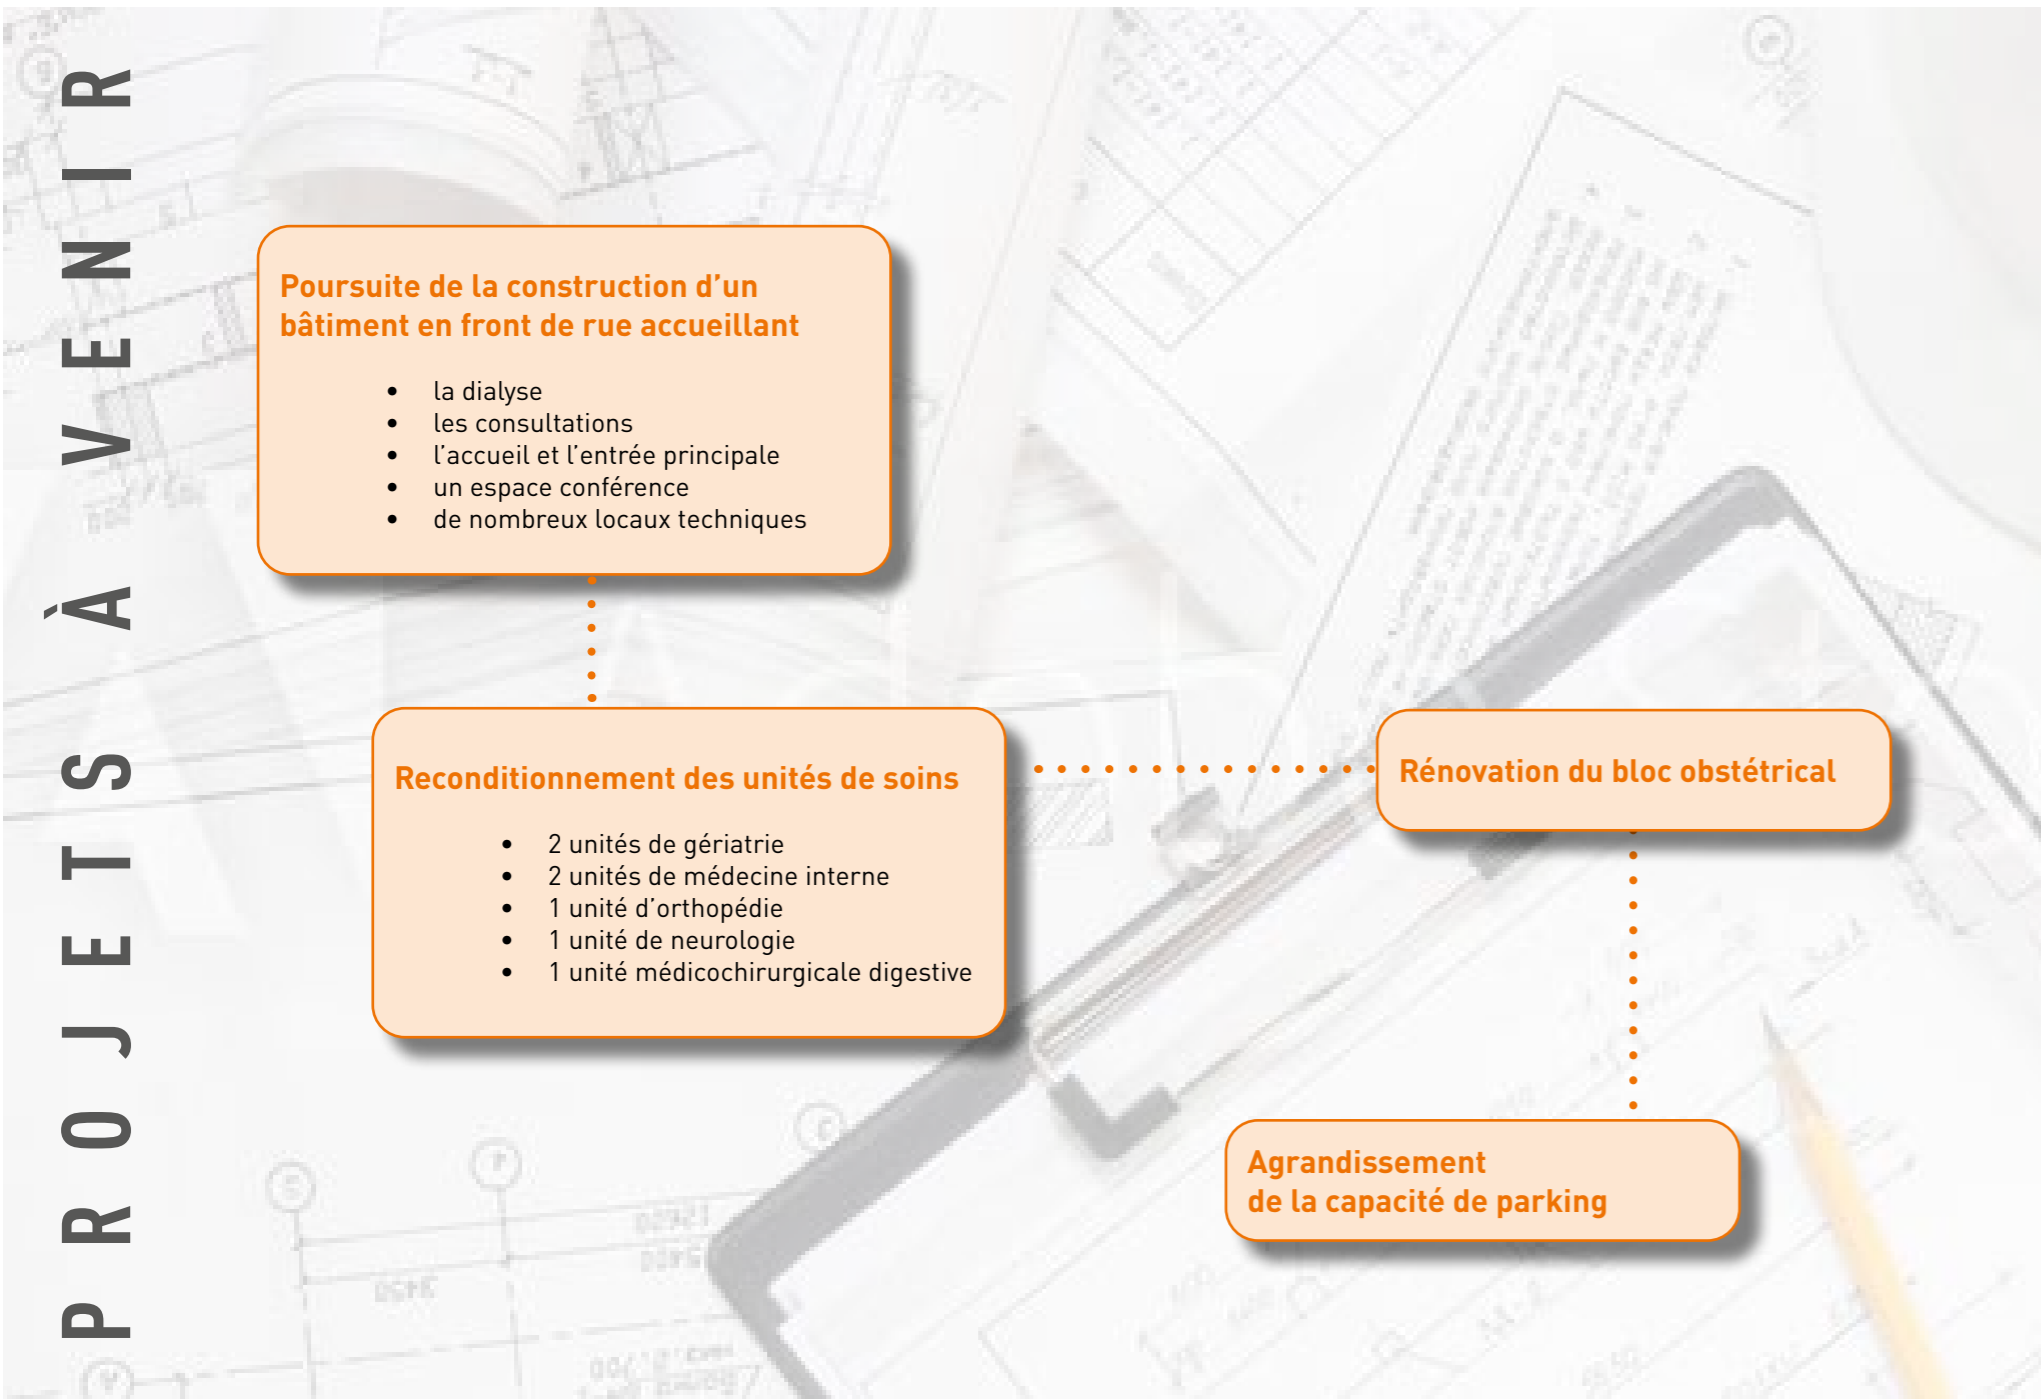 PROJETS À VENIR
Poursuite de la construction d’un
bâtiment en front de rue accueillant
• la dialyse
• les consultations
• l’accueil et l’entrée principale
• un espace conférence
• de nombreux locaux techniques
Reconditionnement des unités de soins
• 2 unités de gériatrie
• 2 unités de médecine interne
• 1 unité d’orthopédie
• 1 unité de neurologie
• 1 unité médicochirurgicale digestive
Rénovation du bloc obstétrical
Agrandissement
de la capacité de parking